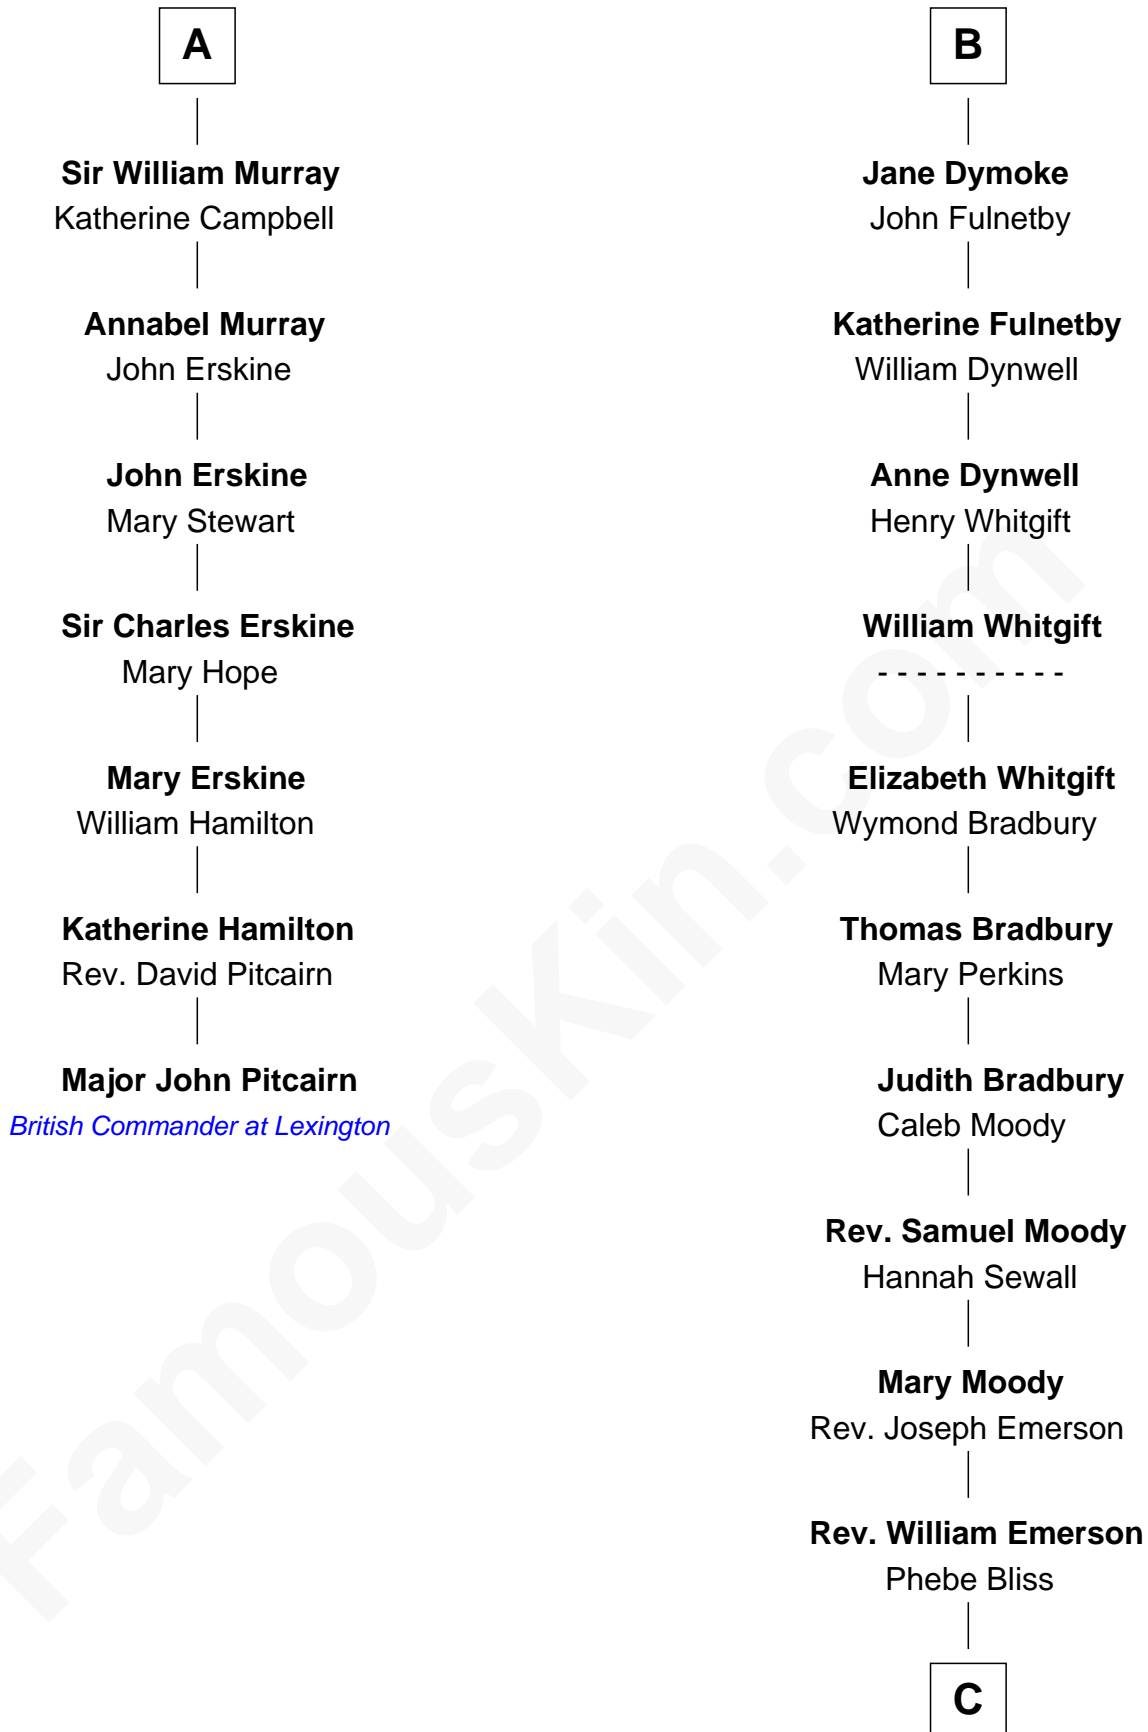 A
Sir William Murray
Katherine Campbell
Annabel Murray
John Erskine
John Erskine
Mary Stewart
Sir Charles Erskine
Mary Hope
Mary Erskine
William Hamilton
Katherine Hamilton
Rev. David Pitcairn
Major John Pitcairn
British Commander at Lexington
B
Jane Dymoke
John Fulnetby
Katherine Fulnetby
William Dynwell
Anne Dynwell
Henry Whitgift
William Whitgift
- - - - - - - - - -
Elizabeth Whitgift
Wymond Bradbury
Thomas Bradbury
Mary Perkins
Judith Bradbury
Caleb Moody
Rev. Samuel Moody
Hannah Sewall
Mary Moody
Rev. Joseph Emerson
Rev. William Emerson
Phebe Bliss
C
FamousKin.com